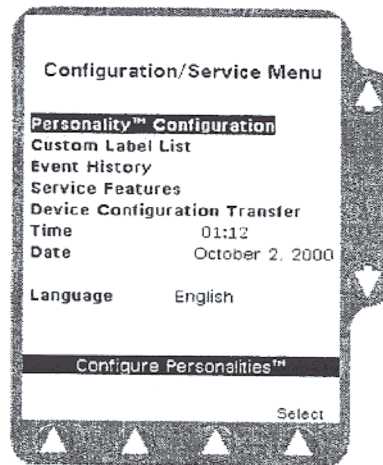 Configuration/Service Menu
Personality™ Configuration
Custom Label List
Event History
Service Features
Device Configuration Transfer
Time 01:12
Date October 2, 2000
Language English
Configure Personalities™
Select